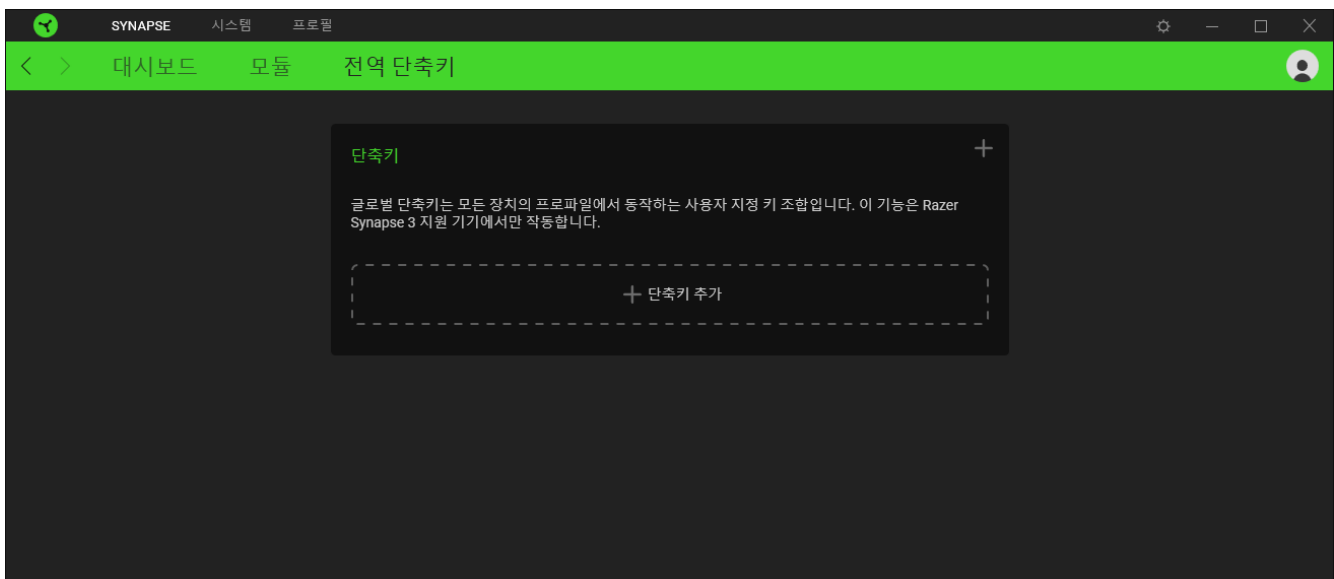 SYNAPSE 시스템 프로필
대시보드 모듈 전역 단축키
단축키
글로벌 단축키는 모든 장치의 프로파일에서 동작하는 사용자 지정 키 조합입니다. 이 기능은 Razer
Synapse 3 지원 기기에서만 작동합니다.
단축키 추가